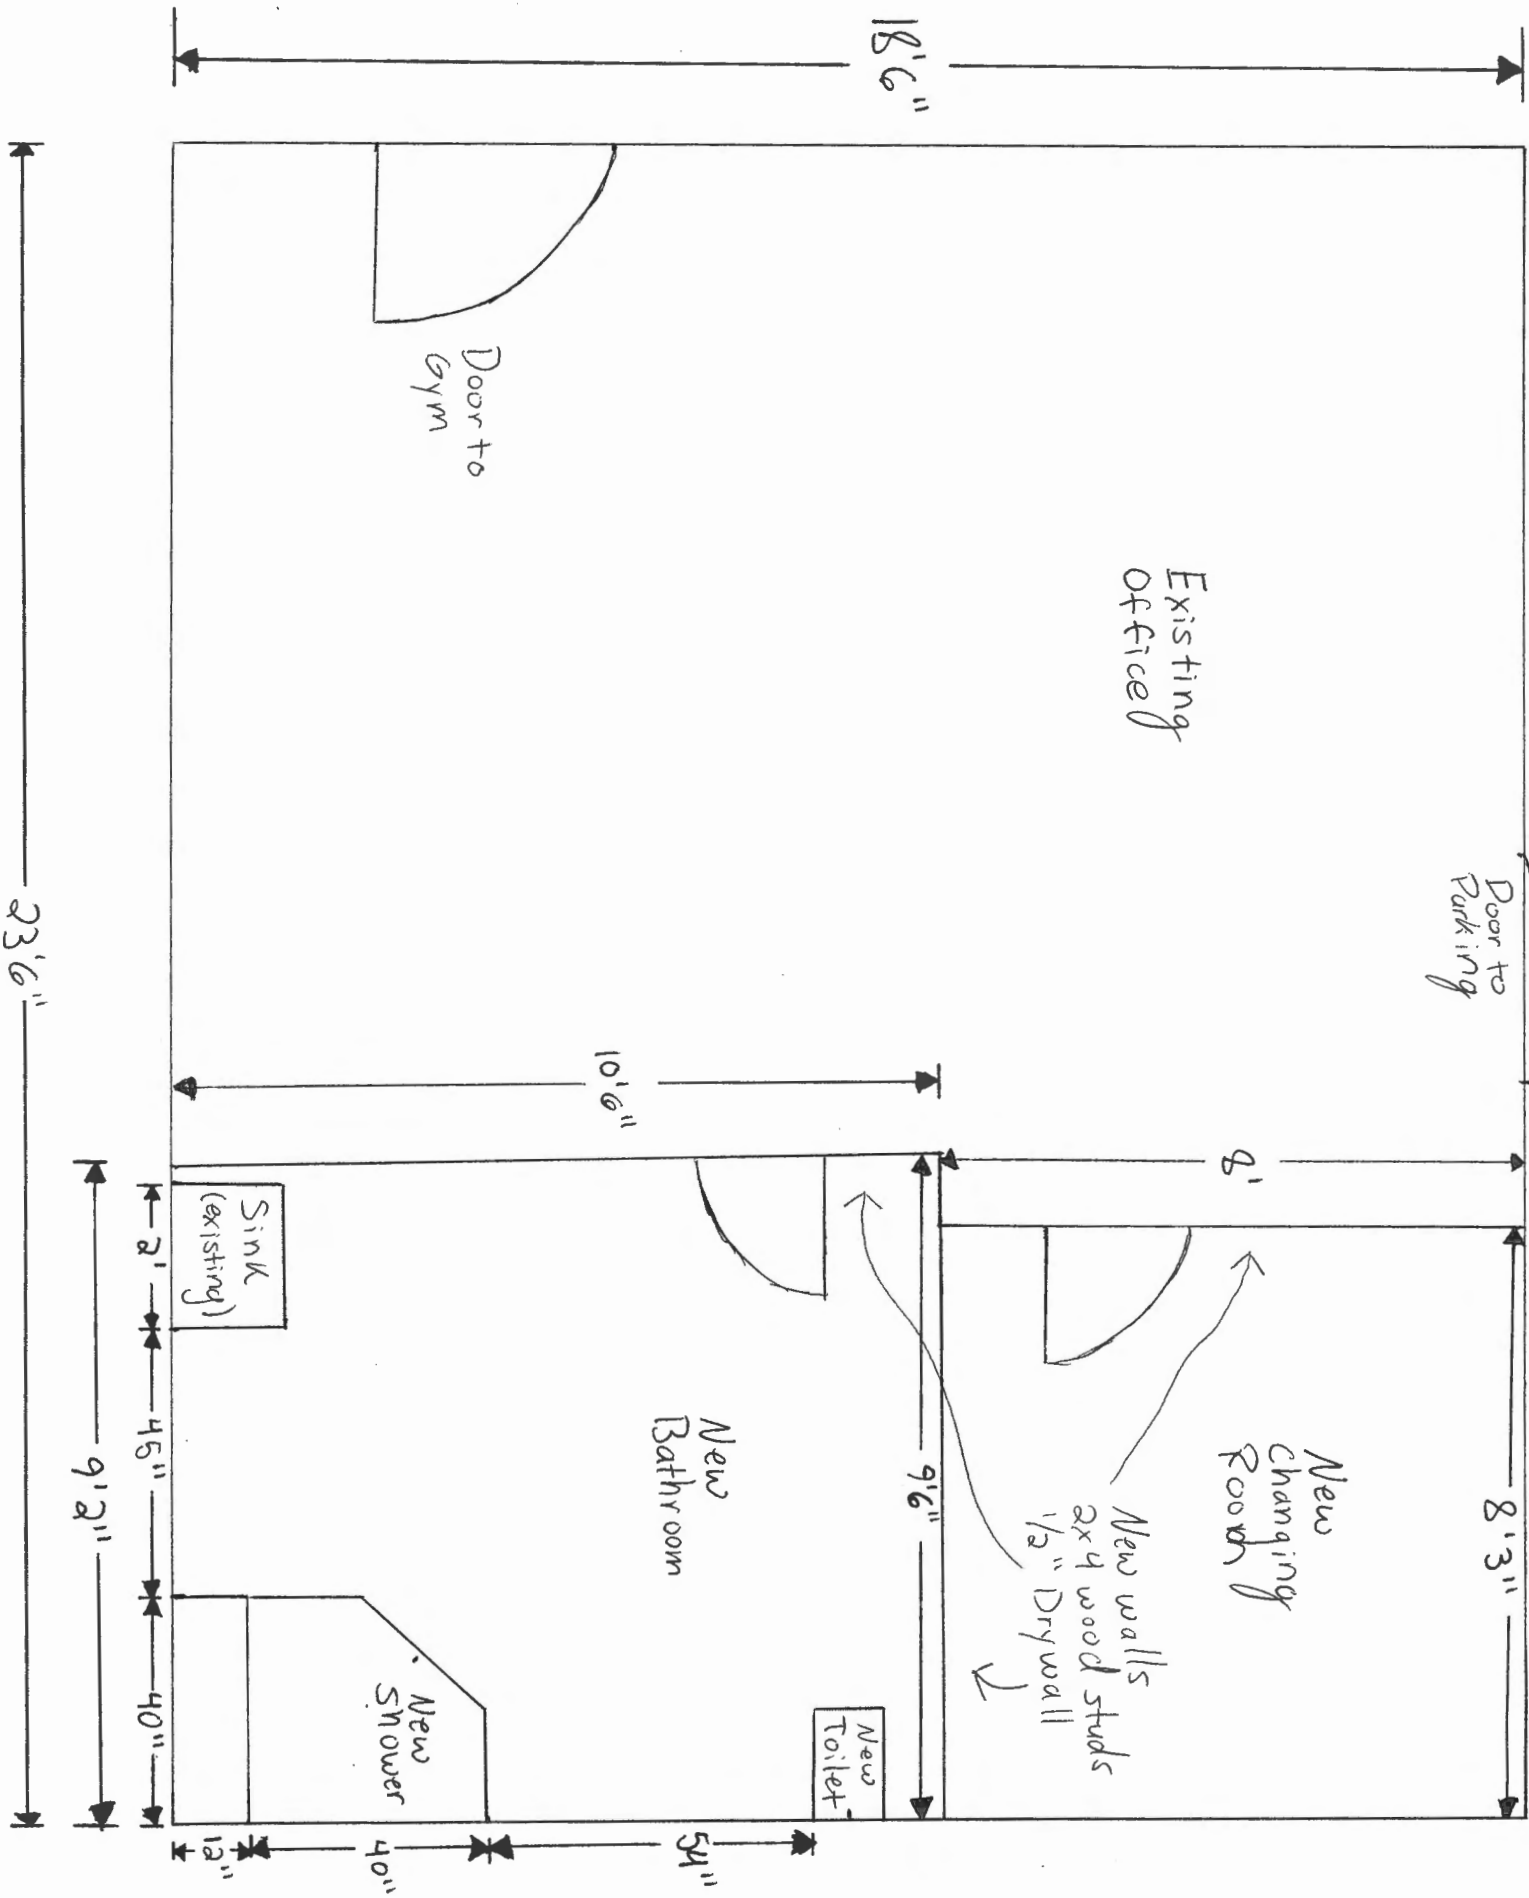 18'6"
23'6"
Door to
Gym
Existing
Office
Door to
Parking
10'6"
8'
9'2"
2'
45"
40"
Sink
(existing)
9'6"
8'3"
New
Bathroom
New
Changing
Room
New walls
2x4 wood studs
1/2" Drywall
New
Shower
New
Toilet
12"
40"
54"